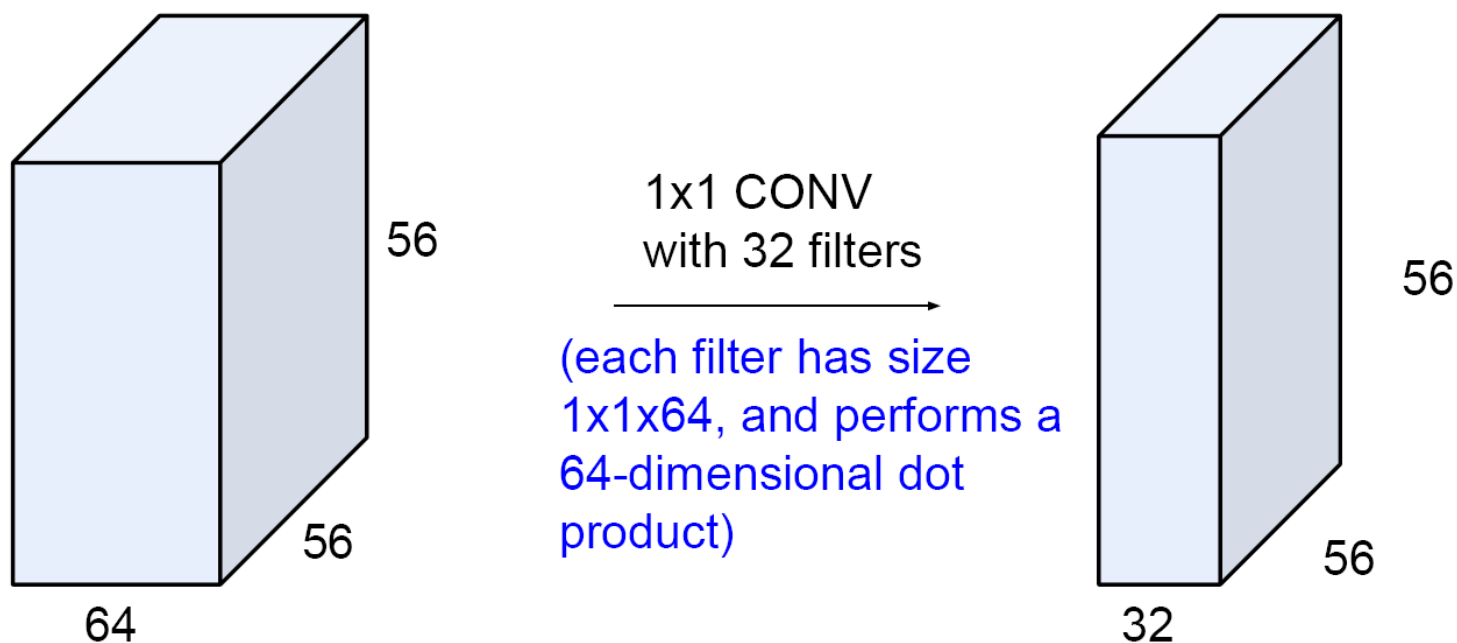 56
56
64
1x1 CONV
with 32 filters
(each filter has size
1x1x64, and performs a
64-dimensional dot
product)
56
56
32